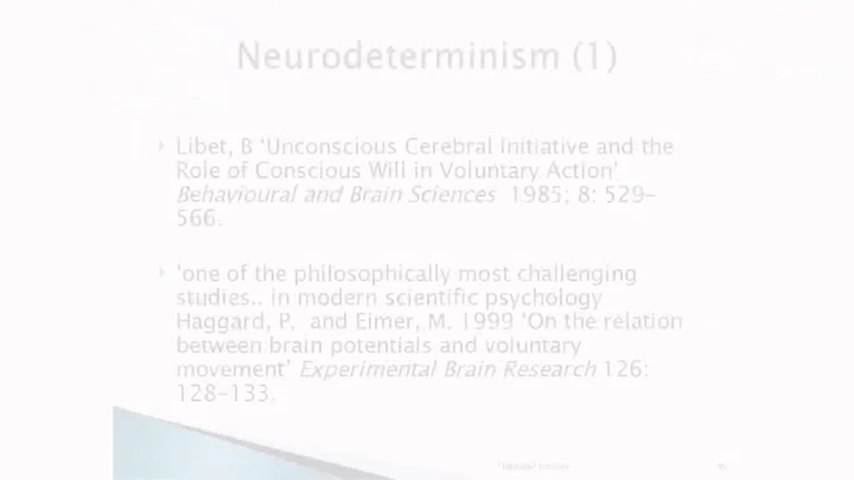 Neurodeterminism (1)
Libet, B 'Unconscious Cerebral Initiative and the
Role of Conscious Will in Voluntary Action'
Behavioural and Brain Sciences 1985; 8: 529-
566.
'one of the philosophically most challenging
studies.. in modern scientific psychology
Haggard, P. and Eimer, M. 1999 'On the relation
between brain potentials and voluntary
movement' Experimental Brain Research 126:
128-133.